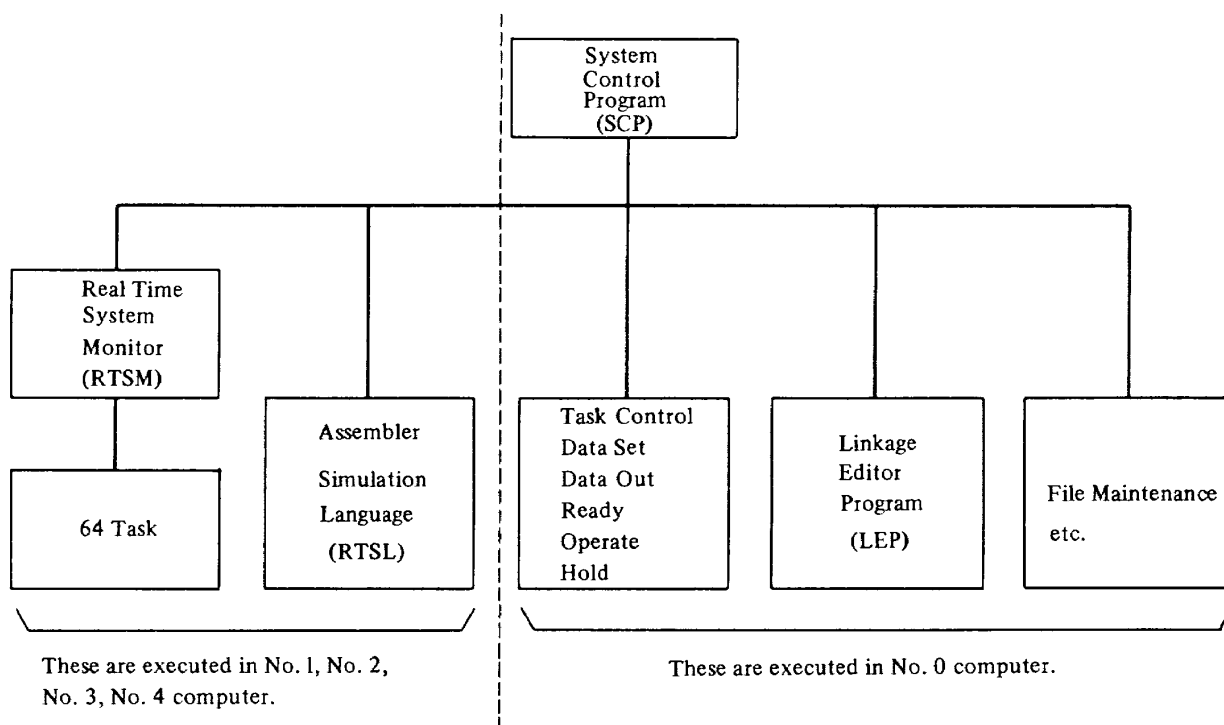 System
Control
Program
(SCP)
Real Time
System
Monitor
(RTSM)
64 Task
Assembler
Simulation
Language
(RTSL)
Task Control
Data Set
Data Out
Ready
Operate
Hold
Linkage
Editor
Program
(LEP)
File Maintenance
etc.
These are executed in No. 1, No. 2,
No. 3, No. 4 computer.
These are executed in No. 0 computer.